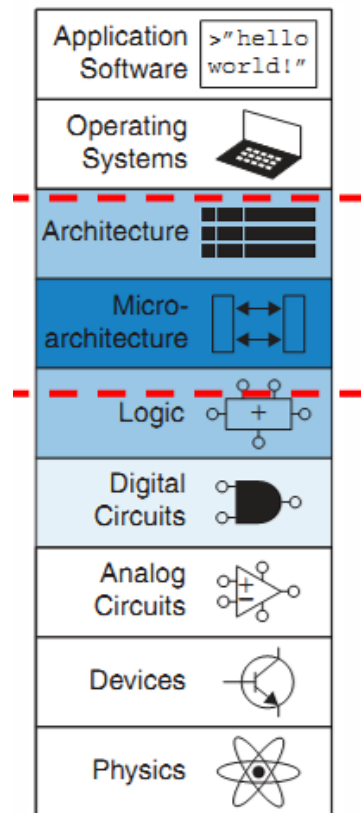 Application
Software
>"hello
world!"
Operating
Systems
Architecture
Micro-
architecture
Logic
+
Digital
Circuits
Analog
Circuits
+
−
Devices
Physics